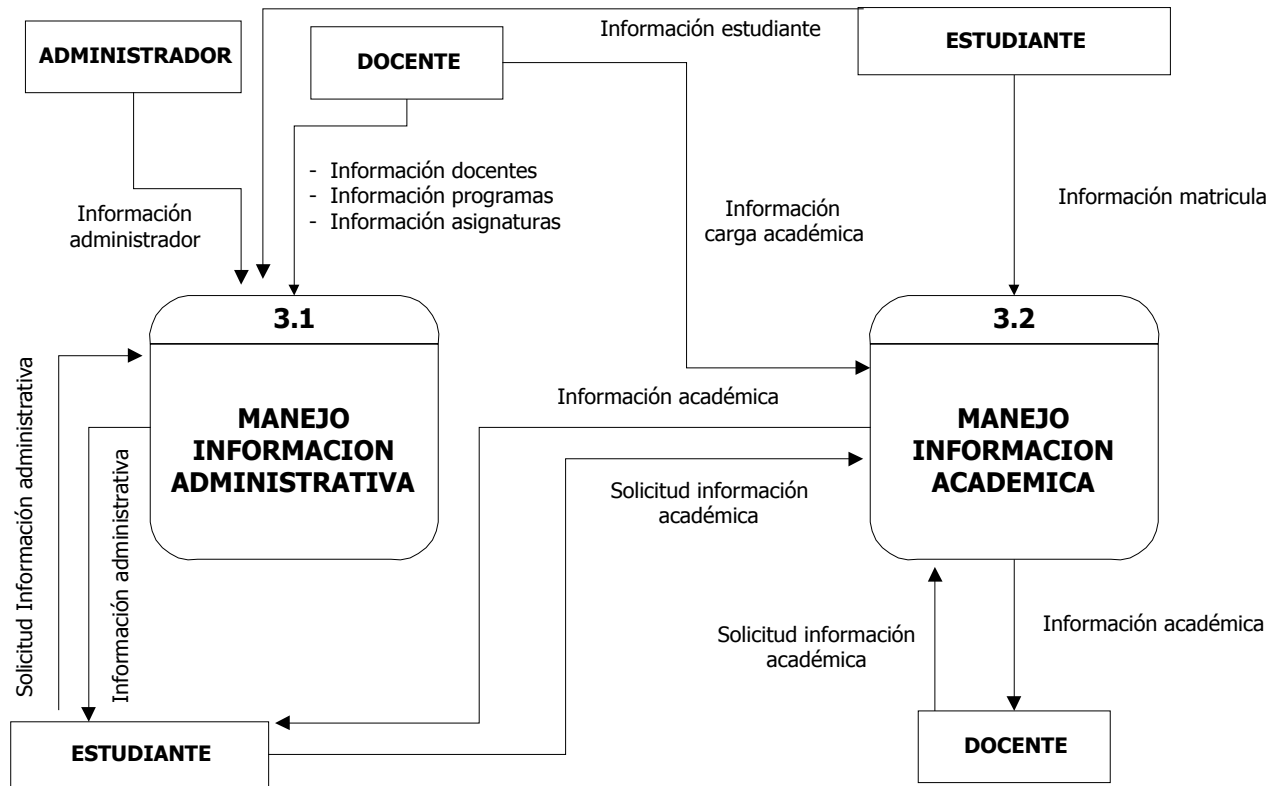 Información estudiante
ESTUDIANTE
ADMINISTRADOR
DOCENTE
- Información docentes
- Información programas
- Información asignaturas
Información
administrador
Información
carga académica
Información matricula
3.1
MANEJO
INFORMACION
ADMINISTRATIVA
3.2
MANEJO
INFORMACION
ACADEMICA
Solicitud Información administrativa
Información administrativa
Información académica
Solicitud información
académica
Solicitud información
académica
Información académica
ESTUDIANTE
DOCENTE